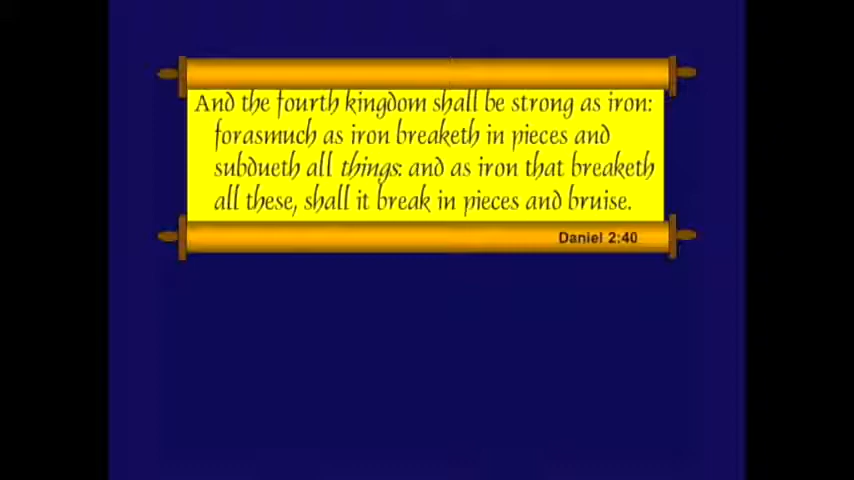 And the fourth kingdom shall be strong as iron:
forasmuch as iron breaketh in pieces and
subdueth all things: and as iron that breaketh
all these, shall it break in pieces and bruise.
Daniel 2:40